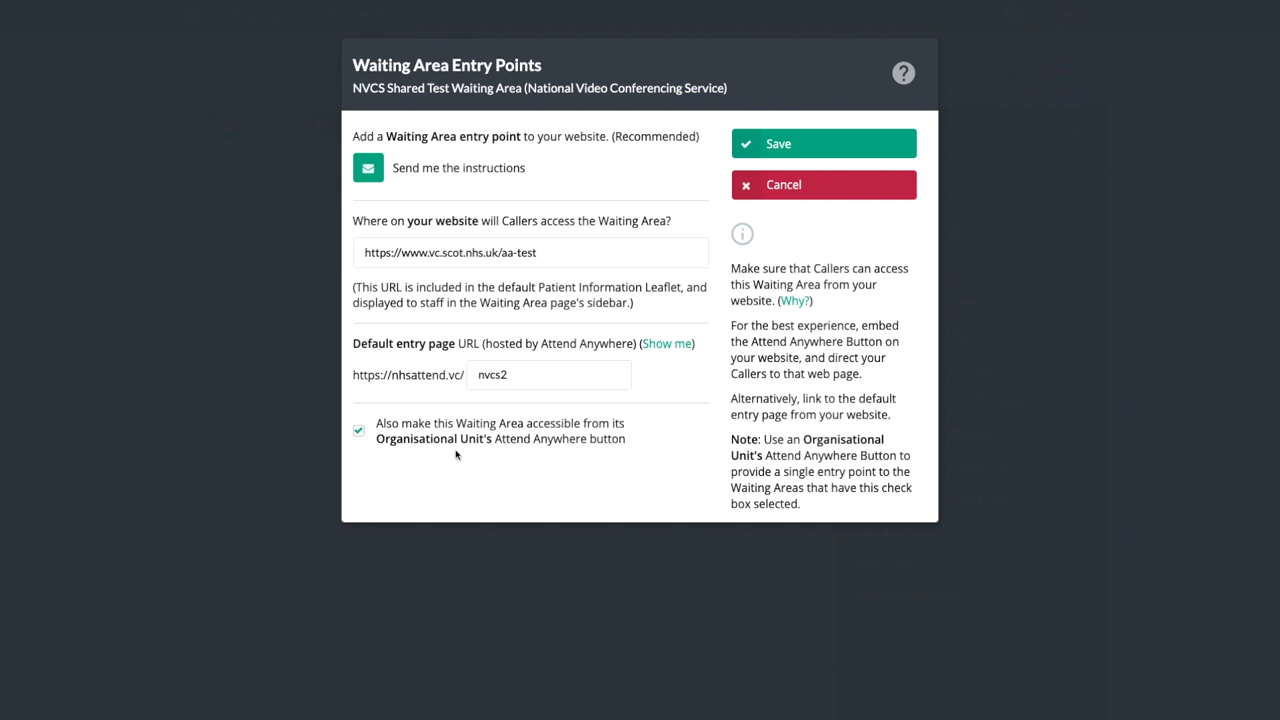 Waiting Area Entry Points
NVCS Shared Test Waiting Area (National Video Conferencing Service)
?
Add a Waiting Area entry point to your website. (Recommended)
Send me the instructions
Where on your website will Callers access the Waiting Area?
https://www.vc.scot.nhs.uk/aa-test
(This URL is included in the default Patient Information Leaflet, and
displayed to staff in the Waiting Area page's sidebar.)
Default entry page URL (hosted by Attend Anywhere) (Show me)
https://nhsattend.vc/ nvcs2
Also make this Waiting Area accessible from its
Organisational Unit's Attend Anywhere button
Save
Cancel
Make sure that Callers can access
this Waiting Area from your
website. (Why?)
For the best experience, embed
the Attend Anywhere Button on
your website, and direct your
Callers to that web page.
Alternatively, link to the default
entry page from your website.
Note: Use an Organisational
Unit's Attend Anywhere Button to
provide a single entry point to the
Waiting Areas that have this check
box selected.